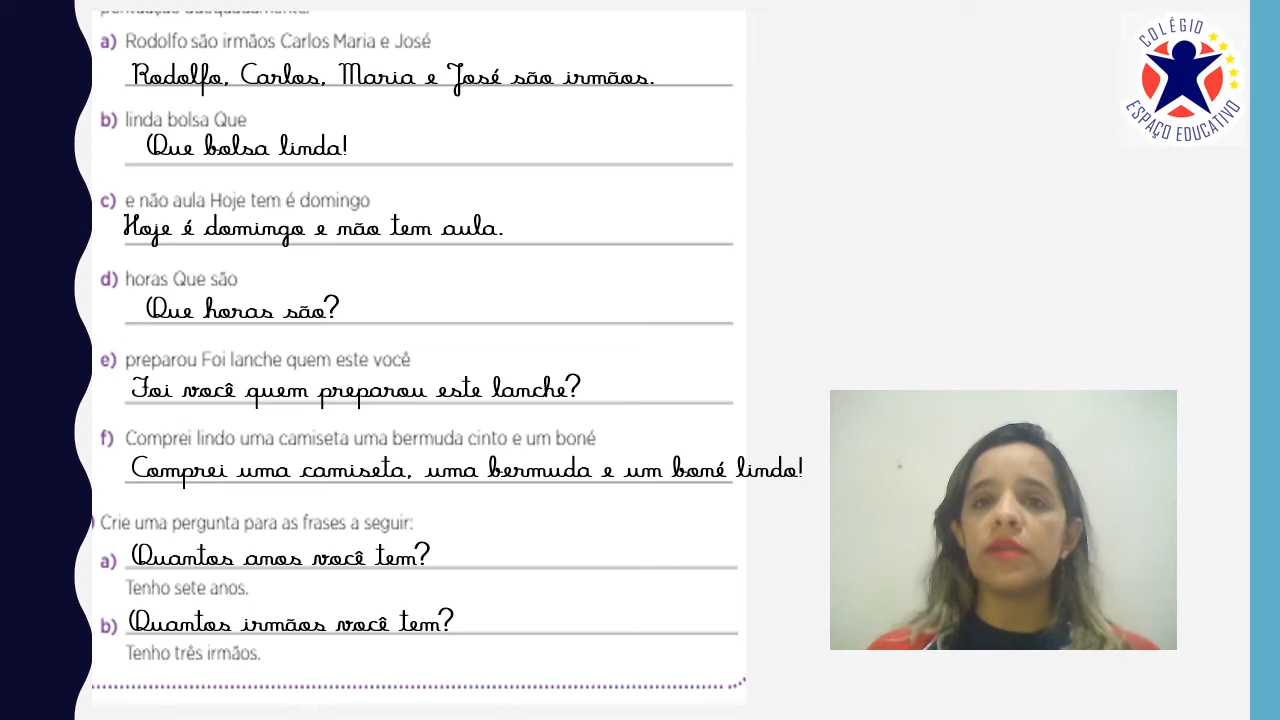 pontuação adequadamente.
a) Rodolfo são irmãos Carlos Maria e José
Rodolfo, Carlos, Maria e José são irmãos.
b) linda bolsa Que
Que bolsa linda!
c) e não aula Hoje tem é domingo
Hoje é domingo e não tem aula.
d) horas Que são
Que horas são?
e) preparou Foi lanche quem este você
Foi você quem preparou este lanche?
f) Comprei lindo uma camiseta uma bermuda cinto e um boné
Comprei uma camiseta, uma bermuda e um boné lindo!
Crie uma pergunta para as frases a seguir:
a) Quantos anos você tem?
Tenho sete anos.
b) Quantos irmãos você tem?
Tenho três irmãos.
COLÉGIO
ESPAÇO EDUCATIVO